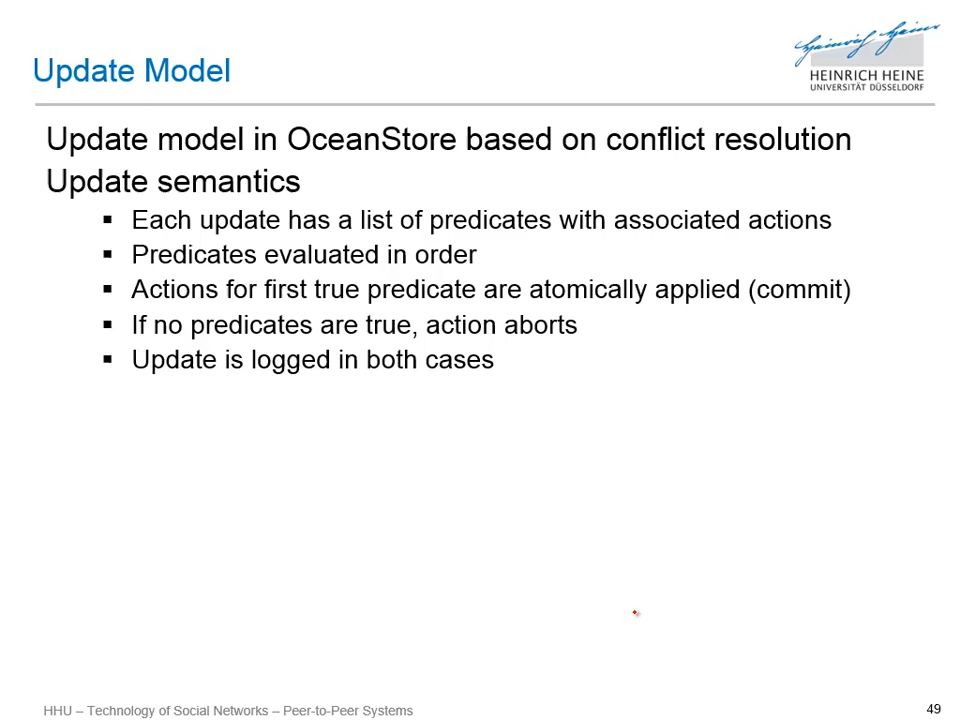 Heinrich Heine
HEINRICH HEINE
UNIVERSITÄT DÜSSELDORF
Update Model
Update model in OceanStore based on conflict resolution
Update semantics
▪ Each update has a list of predicates with associated actions
▪ Predicates evaluated in order
▪ Actions for first true predicate are atomically applied (commit)
▪ If no predicates are true, action aborts
▪ Update is logged in both cases
HHU – Technology of Social Networks – Peer-to-Peer Systems
49